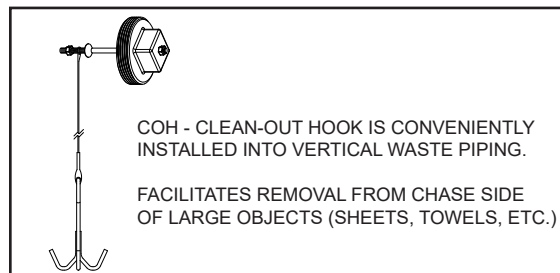 COH - CLEAN-OUT HOOK IS CONVENIENTLY
INSTALLED INTO VERTICAL WASTE PIPING.
FACILITATES REMOVAL FROM CHASE SIDE
OF LARGE OBJECTS (SHEETS, TOWELS, ETC.)